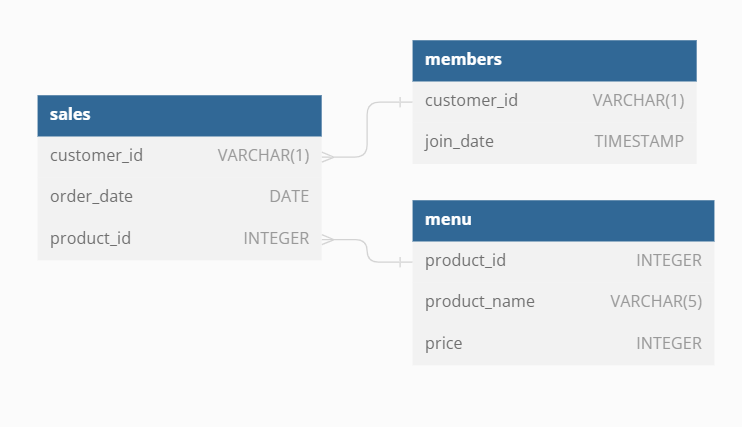 sales
customer_id VARCHAR(1)
order_date DATE
product_id INTEGER
members
customer_id VARCHAR(1)
join_date TIMESTAMP
menu
product_id INTEGER
product_name VARCHAR(5)
price INTEGER